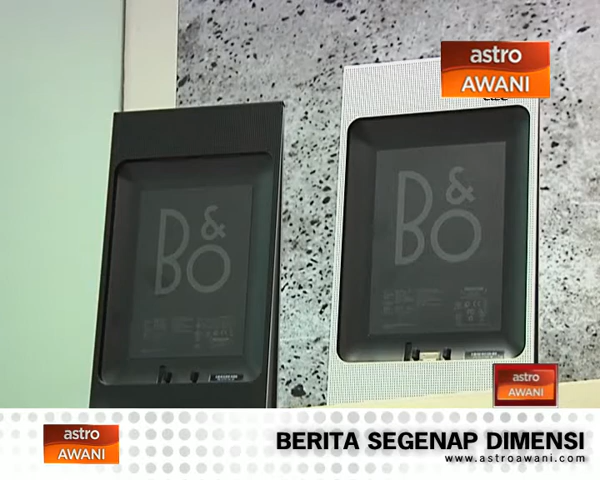 astro
AWANI
B&O
B&O
astro
AWANI
astro
AWANI
BERITA SEGENAP DIMENSI
www.astroawani.com